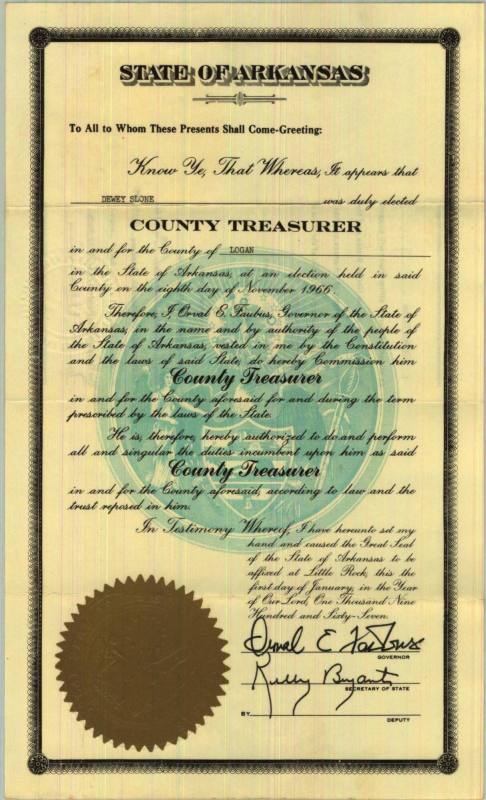 STATE OF ARKANSAS
To All to Whom These Presents Shall Come-Greeting:
Know Ye, That Whereas, It appears that
DEWEY SLONE was duly elected
COUNTY TREASURER
in and for the County of LOGAN
in the State of Arkansas, at an election held in said
County on the eighth day of November 1966.
Therefore, I, Orval E. Faubus, Governor of the State of
Arkansas, in the name and by authority of the people of
the State of Arkansas, vested in me by the Constitution
and the laws of said State, do hereby Commission him
County Treasurer
in and for the County aforesaid for and during the term
prescribed by the laws of the State.
He is, therefore, hereby authorized to do and perform
all and singular the duties incumbent upon him as said
County Treasurer
in and for the County aforesaid, according to law and the
trust reposed in him.
In Testimony Whereof, I have hereunto set my
hand and caused the Great Seal
of the State of Arkansas to be
affixed at Little Rock, this the
first day of January, in the Year
of Our Lord, One Thousand Nine
Hundred and Sixty-Seven.
Orval E Faubus
GOVERNOR
Kelly Bryant
SECRETARY OF STATE
BY
DEPUTY